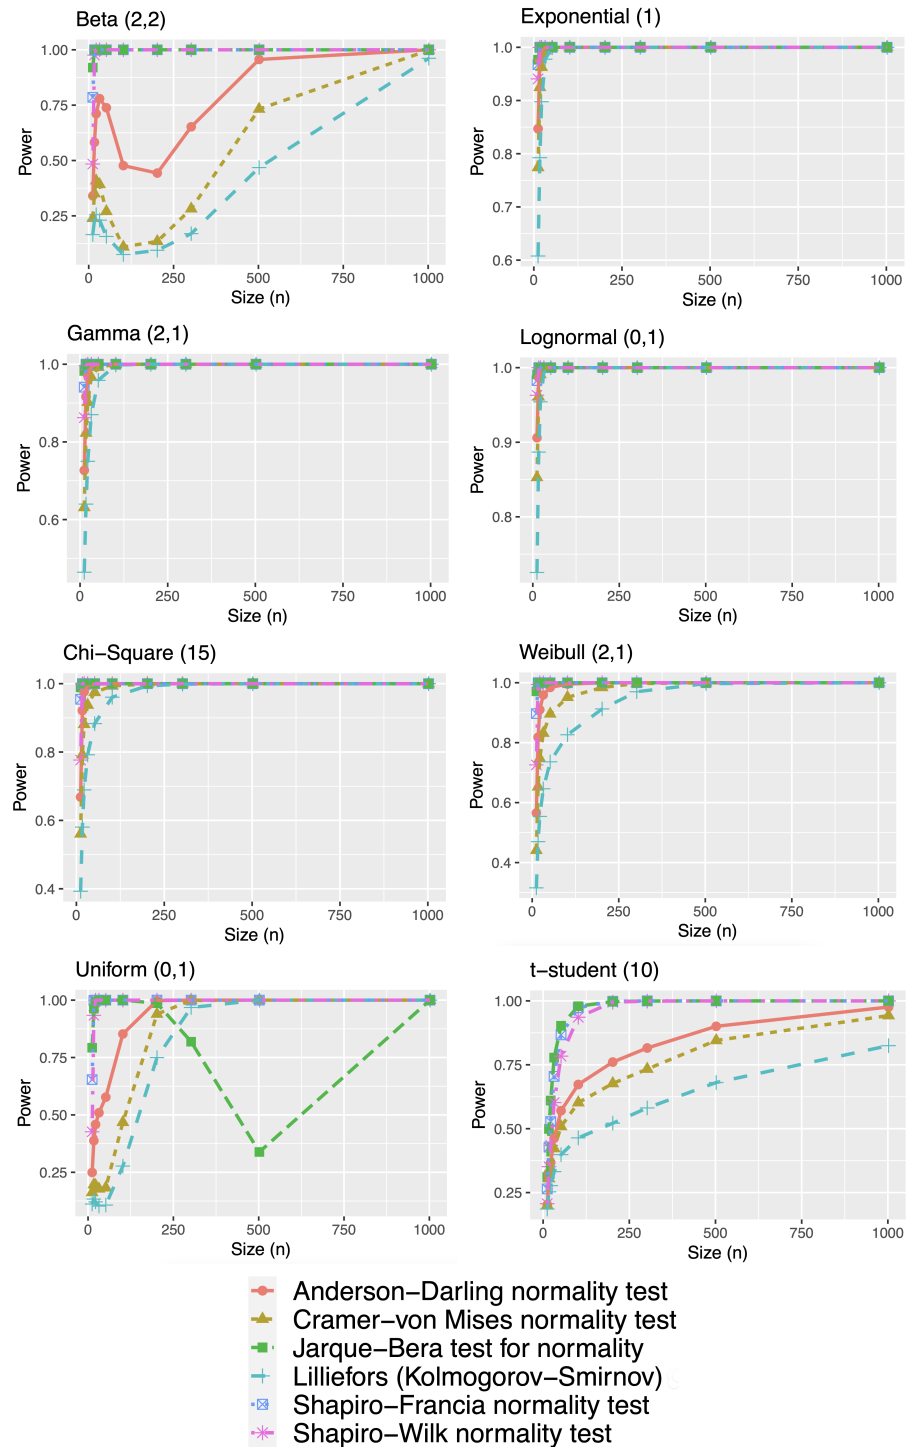 Beta (2,2)
Power
1.00
0.75
0.50
0.25
0 250 500 750 1000
Size (n)
Exponential (1)
Power
1.0
0.9
0.8
0.7
0.6
0 250 500 750 1000
Size (n)
Gamma (2,1)
Power
1.0
0.8
0.6
0 250 500 750 1000
Size (n)
Lognormal (0,1)
Power
1.0
0.9
0.8
0 250 500 750 1000
Size (n)
Chi−Square (15)
Power
1.0
0.8
0.6
0.4
0 250 500 750 1000
Size (n)
Weibull (2,1)
Power
1.0
0.8
0.6
0.4
0 250 500 750 1000
Size (n)
Uniform (0,1)
Power
1.00
0.75
0.50
0.25
0 250 500 750 1000
Size (n)
t−student (10)
Power
1.00
0.75
0.50
0.25
0 250 500 750 1000
Size (n)
Anderson−Darling normality test
Cramer−von Mises normality test
Jarque−Bera test for normality
Lilliefors (Kolmogorov−Smirnov)
Shapiro−Francia normality test
Shapiro−Wilk normality test